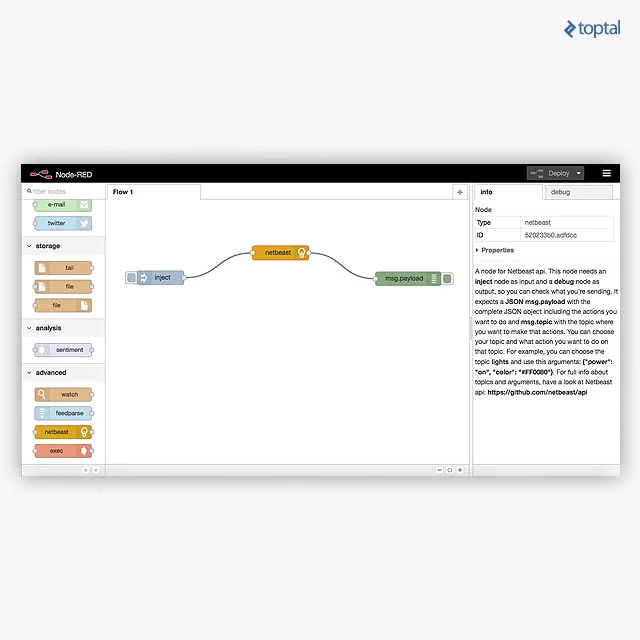 toptal
Node-RED
Deploy
filter nodes
Flow 1
info
debug
e-mail
twitter
storage
tail
file
file
analysis
sentiment
advanced
watch
feedparse
netbeast
exec
inject
netbeast
msg.payload
Node
Type netbeast
ID 520233b0.adfdcc
Properties
A node for Netbeast api. This node needs an
inject node as input and a debug node as
output, so you can check what you're sending. It
expects a JSON msg.payload with the
complete JSON object including the actions you
want to do and msg.topic with the topic where
you want to make that actions. You can choose
your topic and what action you want to do on
that topic. For example, you can choose the
topic lights and use this arguments: {"power":
"on", "color": "#FF0080"}. For full info about
topics and arguments, have a look at Netbeast
api: https://github.com/netbeast/api